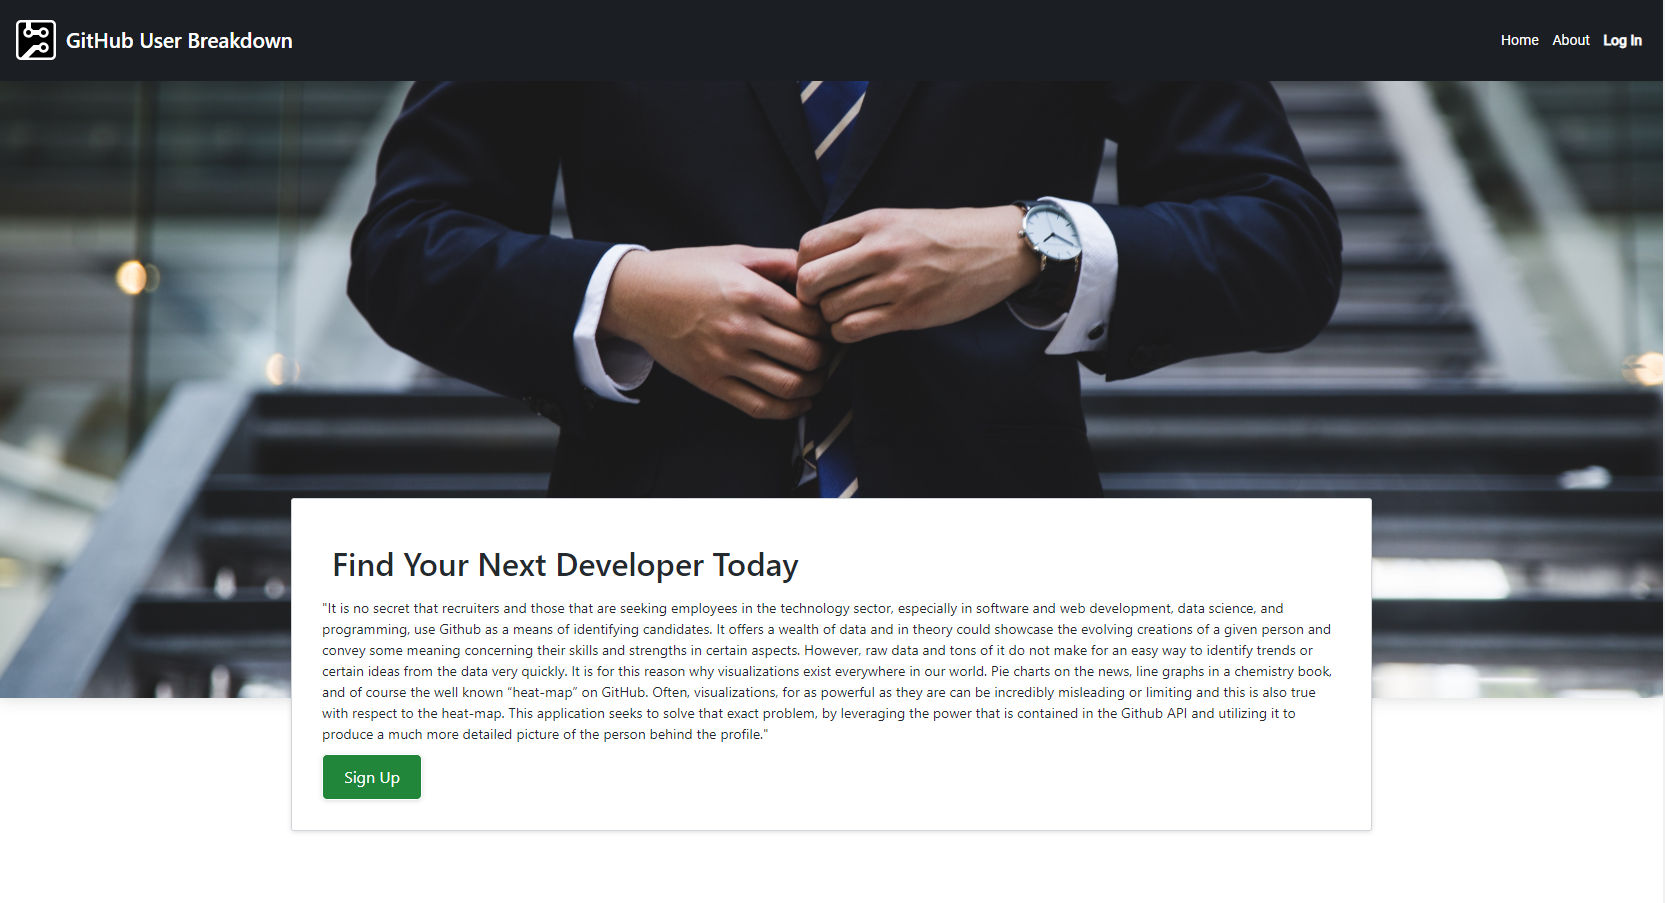 GitHub User Breakdown
Home About Log In
Find Your Next Developer Today
"It is no secret that recruiters and those that are seeking employees in the technology sector, especially in software and web development, data science, and
programming, use Github as a means of identifying candidates. It offers a wealth of data and in theory could showcase the evolving creations of a given person and
convey some meaning concerning their skills and strengths in certain aspects. However, raw data and tons of it do not make for an easy way to identify trends or
certain ideas from the data very quickly. It is for this reason why visualizations exist everywhere in our world. Pie charts on the news, line graphs in a chemistry book,
and of course the well known “heat-map” on GitHub. Often, visualizations, for as powerful as they are can be incredibly misleading or limiting and this is also true
with respect to the heat-map. This application seeks to solve that exact problem, by leveraging the power that is contained in the Github API and utilizing it to
produce a much more detailed picture of the person behind the profile."
Sign Up